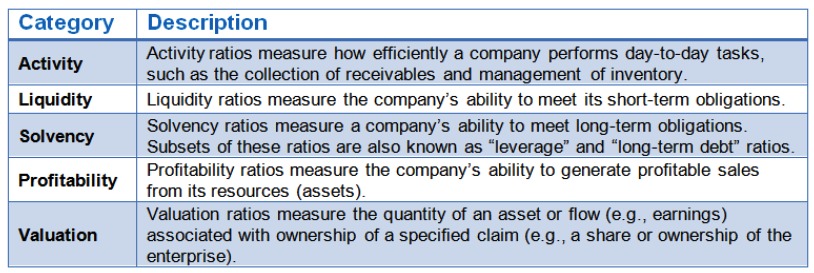 Category Description
Activity
Activity ratios measure how efficiently a company performs day-to-day tasks,
such as the collection of receivables and management of inventory.
Liquidity
Liquidity ratios measure the company’s ability to meet its short-term obligations.
Solvency
Solvency ratios measure a company’s ability to meet long-term obligations.
Subsets of these ratios are also known as “leverage” and “long-term debt” ratios.
Profitability
Profitability ratios measure the company’s ability to generate profitable sales
from its resources (assets).
Valuation
Valuation ratios measure the quantity of an asset or flow (e.g., earnings)
associated with ownership of a specified claim (e.g., a share or ownership of the
enterprise).